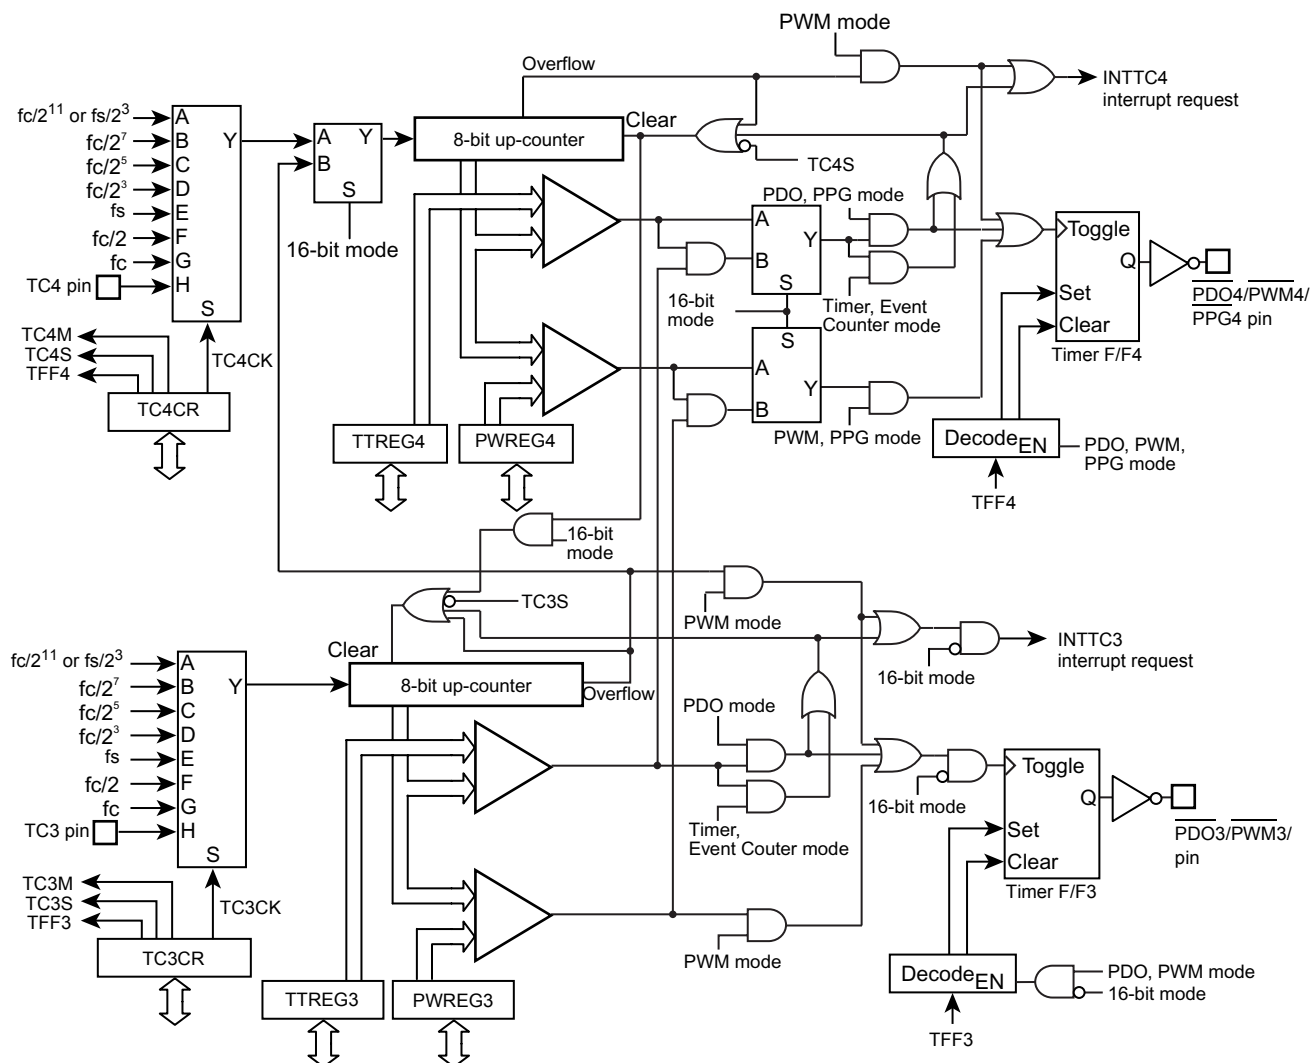 PWM mode
Overflow
INTTC4
interrupt request
fc/2¹¹ or fs/2³
fc/2⁷
fc/2⁵
fc/2³
fs
fc/2
fc
TC4 pin
A
B
C
D
E
F
G
H
Y
S
A
B
Y
S
16-bit mode
8-bit up-counter
Clear
TC4S
PDO, PPG mode
A
B
Y
S
16-bit
mode
Timer, Event
Counter mode
S
A
B
Y
PWM, PPG mode
Toggle
Q
Set
Clear
Timer F/F4
PDO4/PWM4/
PPG4 pin
TC4M
TC4S
TFF4
TC4CK
TC4CR
TTREG4
PWREG4
Decode EN
PDO, PWM,
PPG mode
TFF4
16-bit
mode
TC3S
PWM mode
INTTC3
interrupt request
16-bit mode
Clear
8-bit up-counter
Overflow
fc/2¹¹ or fs/2³
fc/2⁷
fc/2⁵
fc/2³
fs
fc/2
fc
TC3 pin
A
B
C
D
E
F
G
H
Y
S
PDO mode
Timer,
Event Couter mode
16-bit mode
Toggle
Q
Set
Clear
Timer F/F3
PDO3/PWM3/
pin
TC3M
TC3S
TFF3
TC3CK
TC3CR
TTREG3
PWREG3
PWM mode
Decode EN
PDO, PWM mode
16-bit mode
TFF3